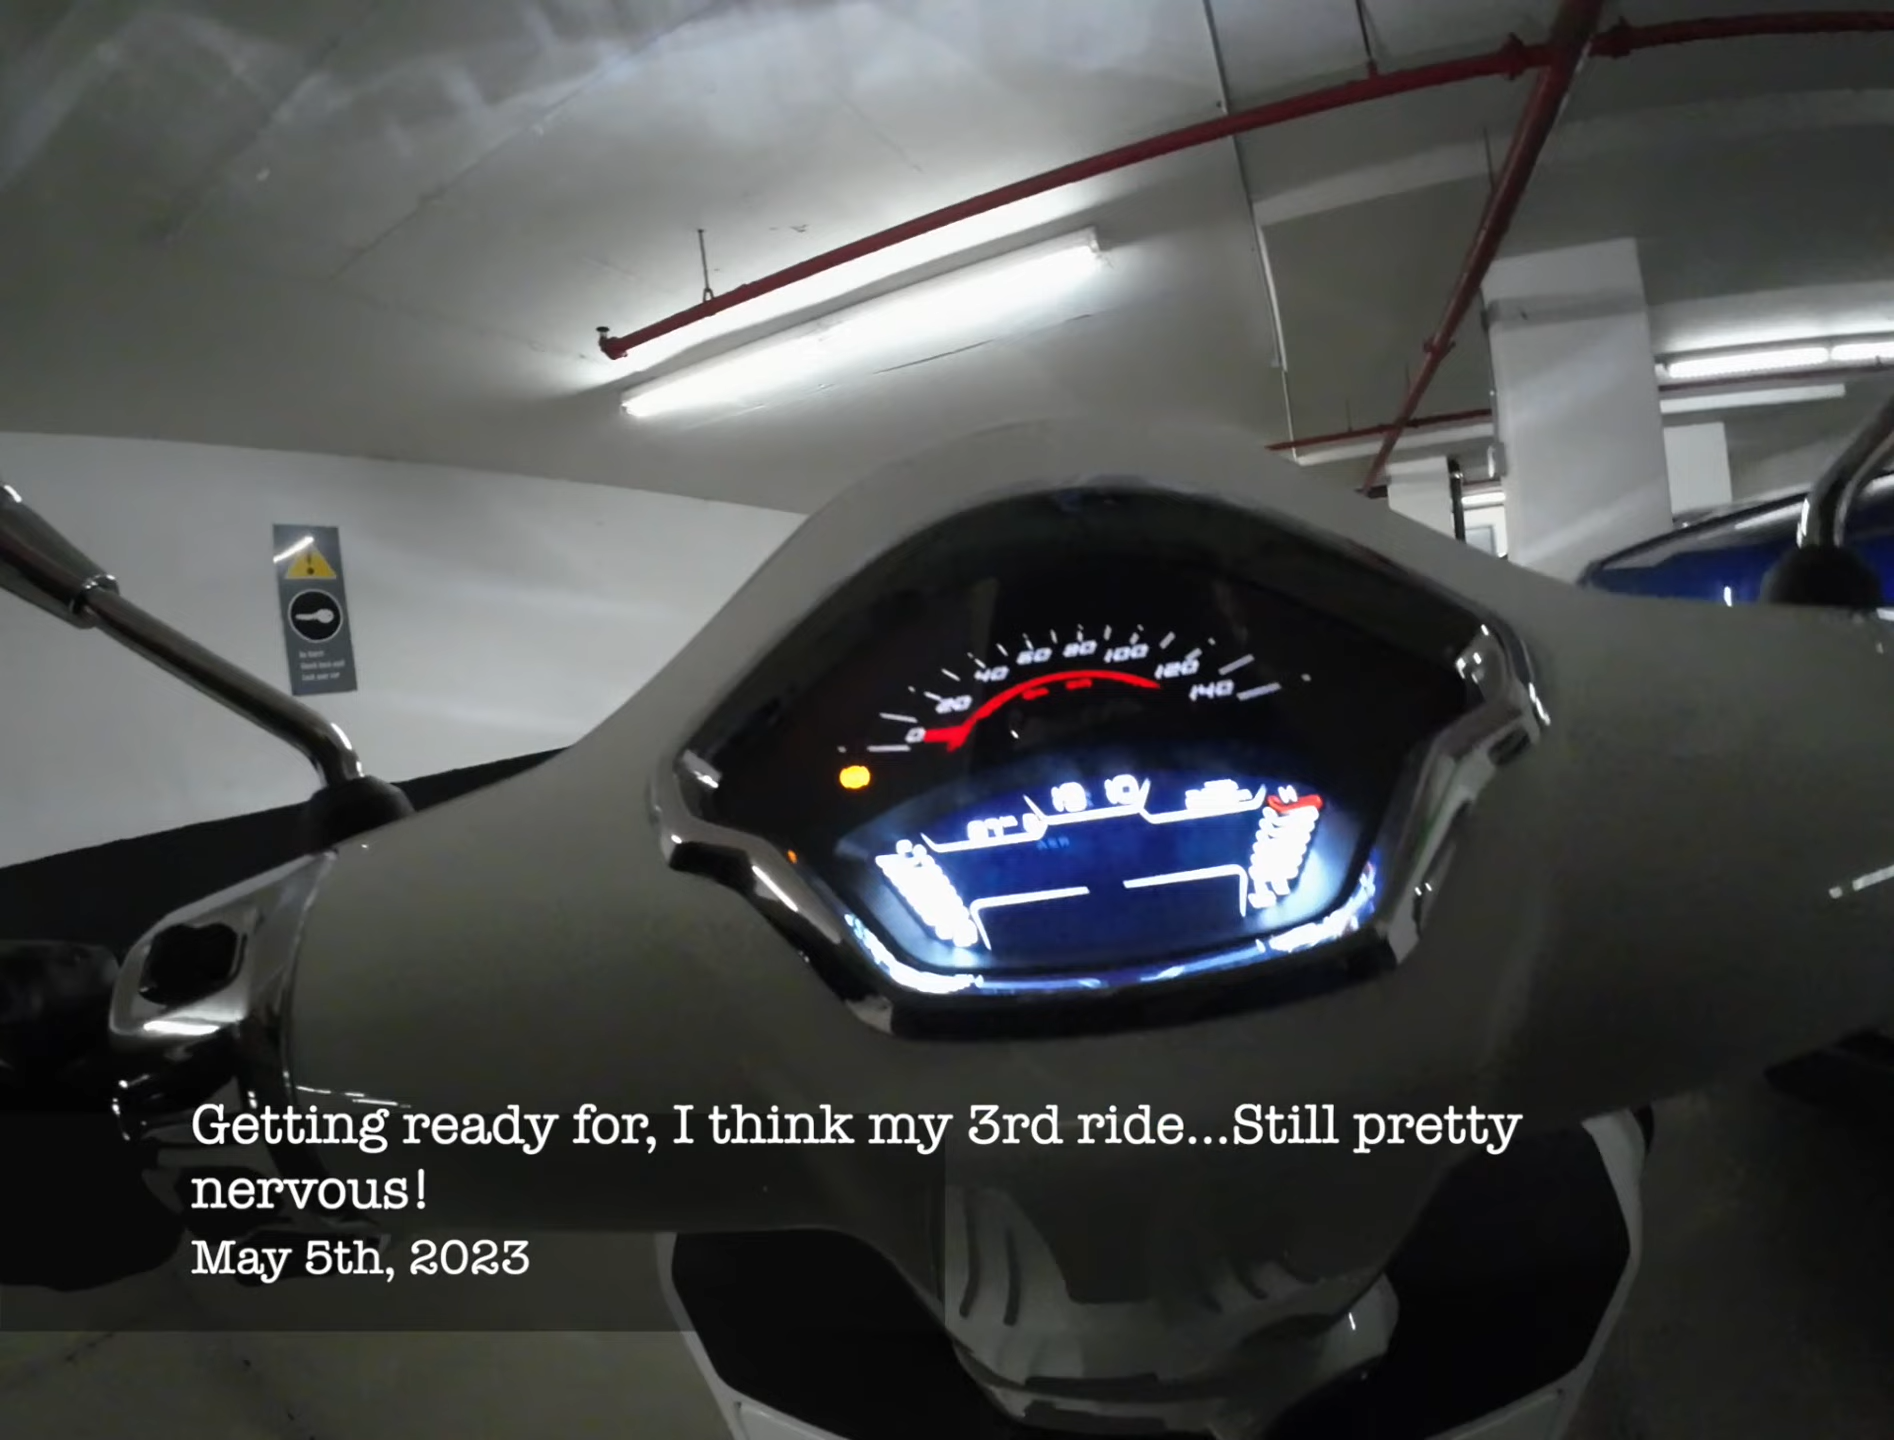 0 20 40 60 80 100 120 140
H
Getting ready for, I think my 3rd ride...Still pretty
nervous!
May 5th, 2023